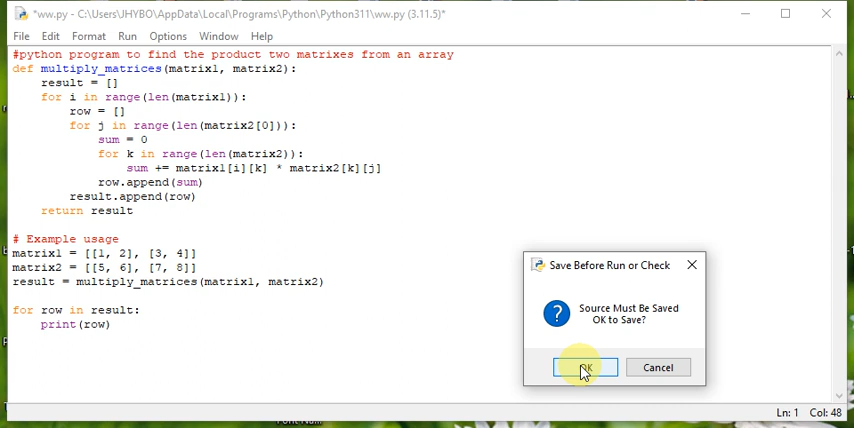 *ww.py - C:\Users\JHYBO\AppData\Local\Programs\Python\Python311\ww.py (3.11.5)*
File Edit Format Run Options Window Help
#python program to find the product two matrixes from an array
def multiply_matrices(matrix1, matrix2):
    result = []
    for i in range(len(matrix1)):
        row = []
        for j in range(len(matrix2[0])):
            sum = 0
            for k in range(len(matrix2)):
                sum += matrix1[i][k] * matrix2[k][j]
            row.append(sum)
        result.append(row)
    return result
# Example usage
matrix1 = [[1, 2], [3, 4]]
matrix2 = [[5, 6], [7, 8]]
result = multiply_matrices(matrix1, matrix2)
for row in result:
    print(row)
Save Before Run or Check
Source Must Be Saved
OK to Save?
OK Cancel
Ln: 1 Col: 48